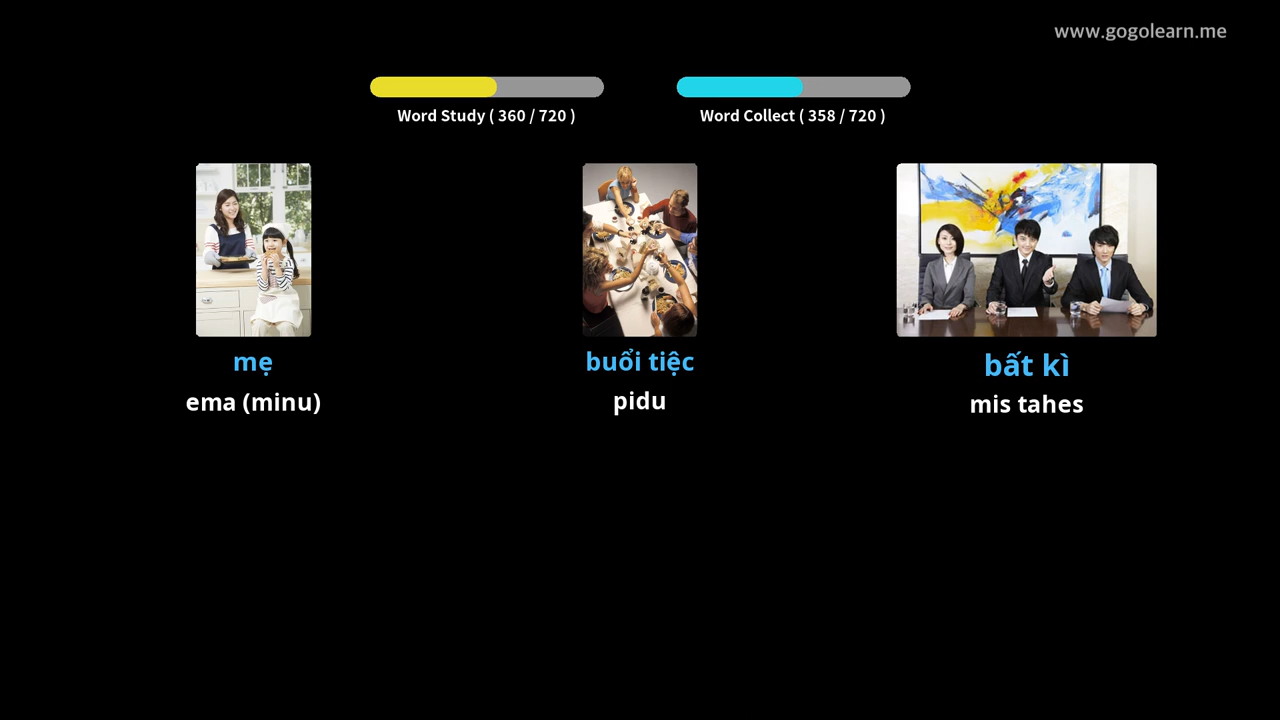 www.gogolearn.me
Word Study ( 360 / 720 )
Word Collect ( 358 / 720 )
mẹ
ema (minu)
buổi tiệc
pidu
bất kì
mis tahes